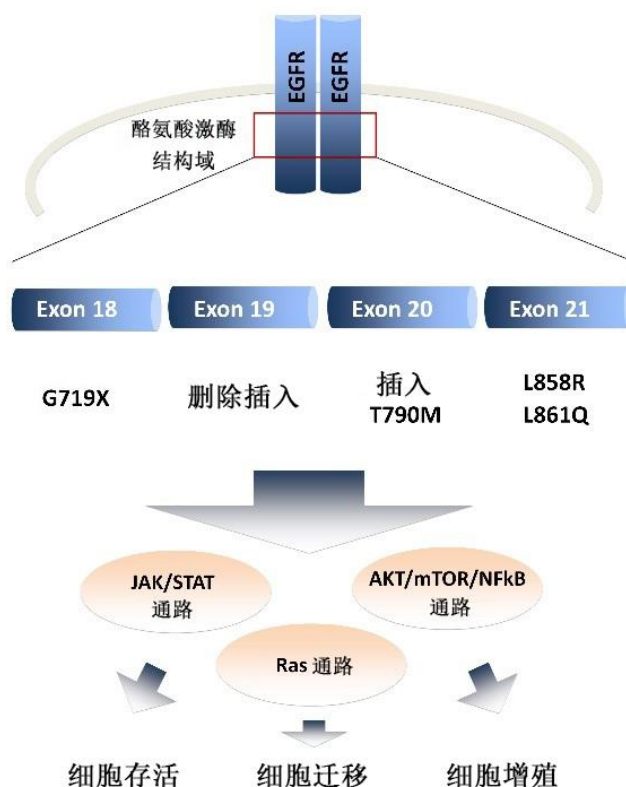 EGFR
EGFR
酪氨酸激酶
结构域
Exon 18
Exon 19
Exon 20
Exon 21
G719X
删除插入
插入
T790M
L858R
L861Q
JAK/STAT
通路
AKT/mTOR/NFkB
通路
Ras 通路
细胞存活
细胞迁移
细胞增殖